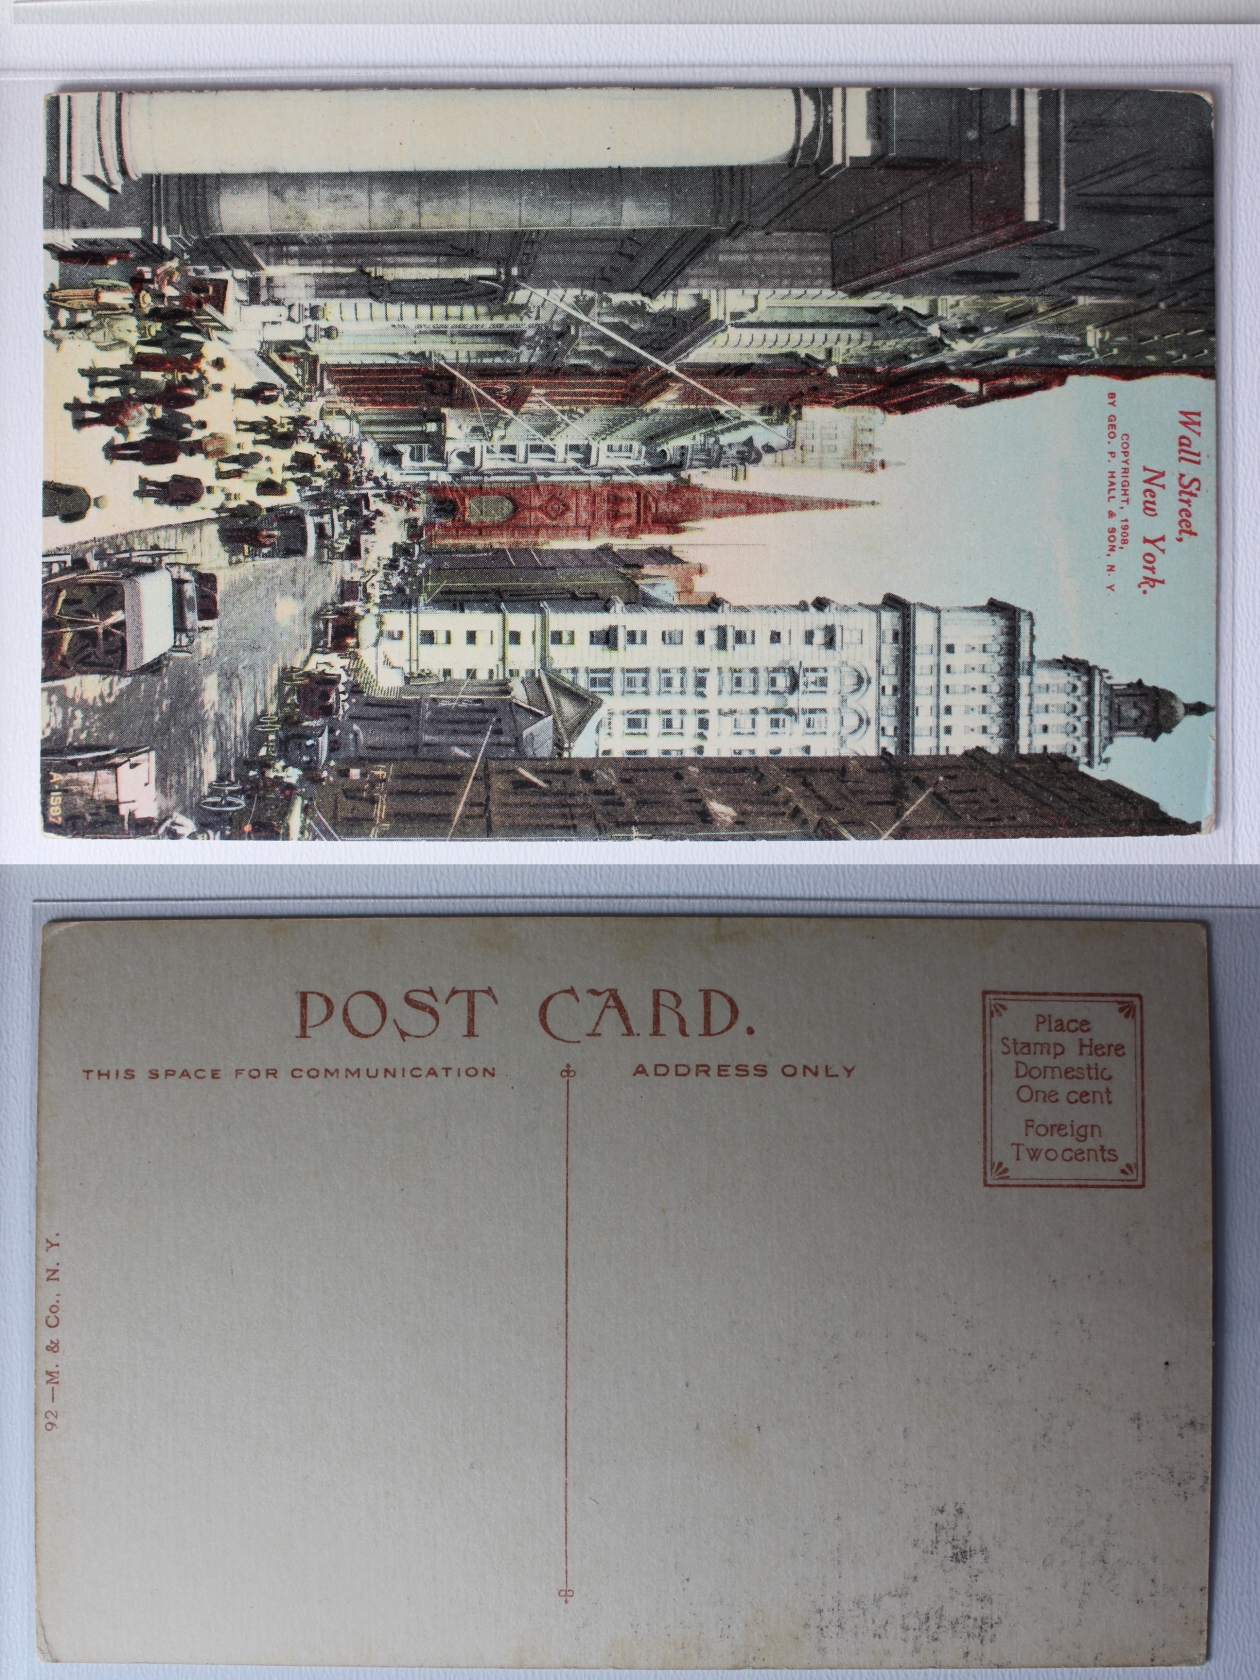 Wall Street,
New York.
COPYRIGHT, 1908,
BY GEO. P. HALL & SON, N. Y.
A-1597
POST CARD.
THIS SPACE FOR COMMUNICATION
ADDRESS ONLY
Place
Stamp Here
Domestic
One cent
Foreign
Two cents
92—M. & Co., N. Y.